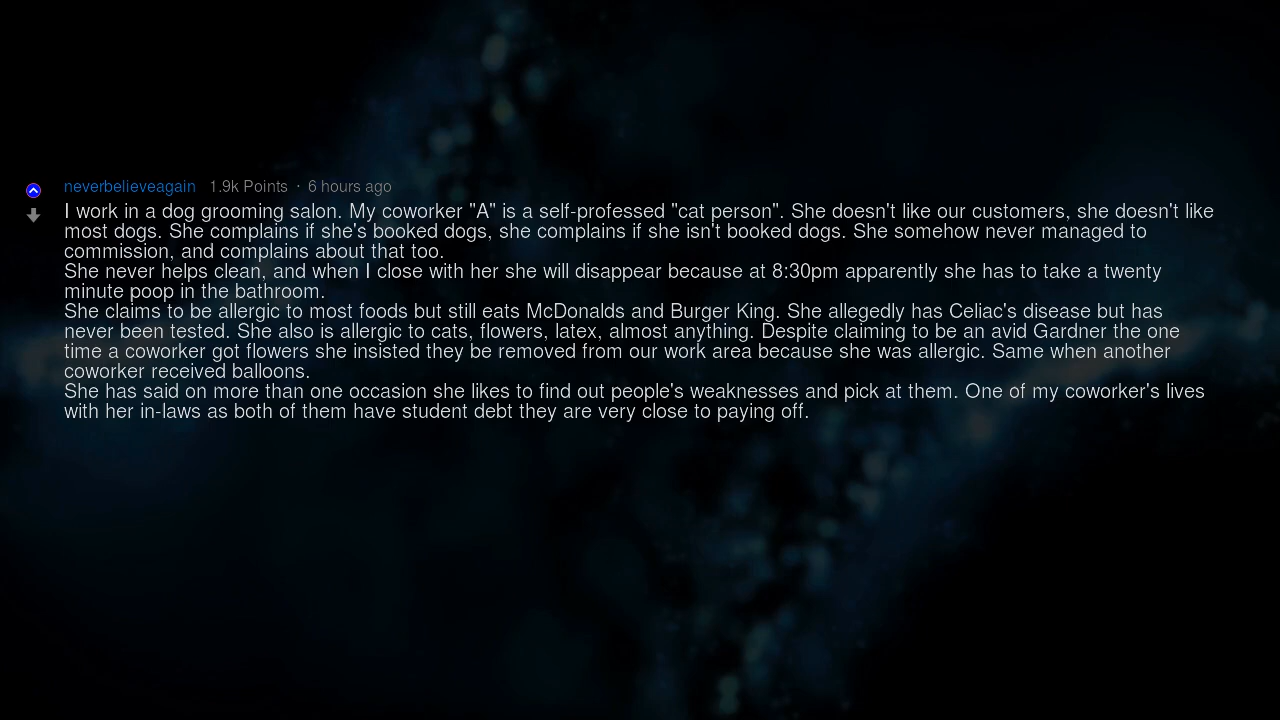 neverbelieveagain 1.9k Points · 6 hours ago
I work in a dog grooming salon. My coworker "A" is a self-professed "cat person". She doesn't like our customers, she doesn't like
most dogs. She complains if she's booked dogs, she complains if she isn't booked dogs. She somehow never managed to
commission, and complains about that too.
She never helps clean, and when I close with her she will disappear because at 8:30pm apparently she has to take a twenty
minute poop in the bathroom.
She claims to be allergic to most foods but still eats McDonalds and Burger King. She allegedly has Celiac's disease but has
never been tested. She also is allergic to cats, flowers, latex, almost anything. Despite claiming to be an avid Gardner the one
time a coworker got flowers she insisted they be removed from our work area because she was allergic. Same when another
coworker received balloons.
She has said on more than one occasion she likes to find out people's weaknesses and pick at them. One of my coworker's lives
with her in-laws as both of them have student debt they are very close to paying off.